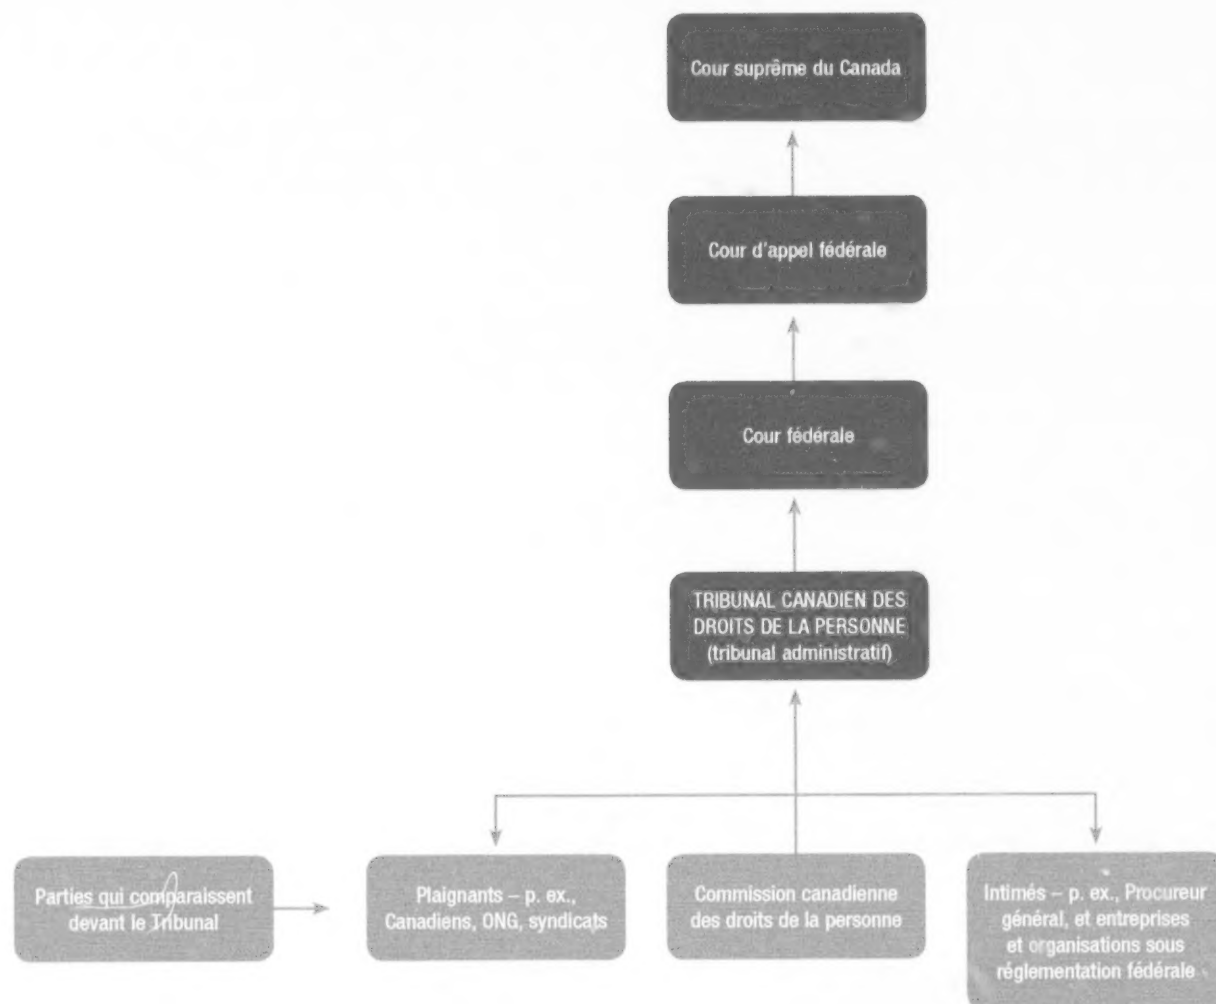 Cour suprême du Canada
Cour d'appel fédérale
Cour fédérale
TRIBUNAL CANADIEN DES
DROITS DE LA PERSONNE
(tribunal administratif)
Parties qui comparaissent
devant le Tribunal
Plaignants – p. ex.,
Canadiens, ONG, syndicats
Commission canadienne
des droits de la personne
Intimés – p. ex., Procureur
général, et entreprises
et organisations sous
réglementation fédérale